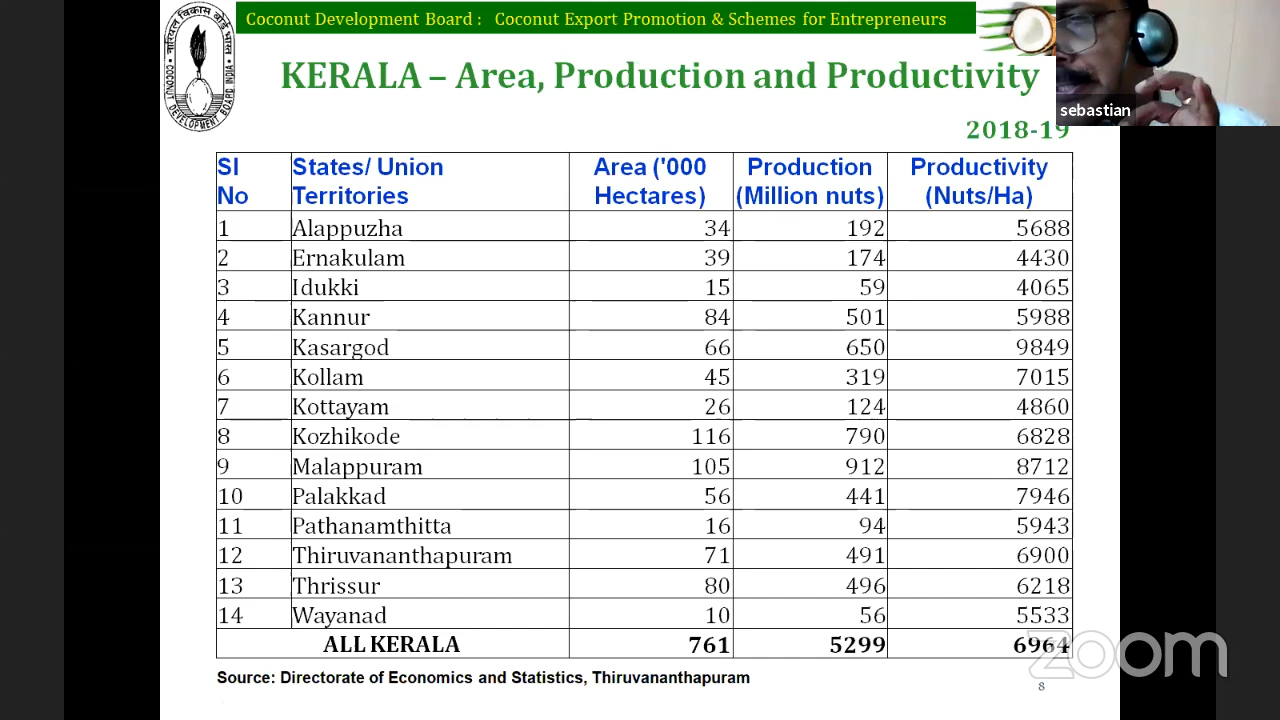 Coconut Development Board : Coconut Export Promotion & Schemes for Entrepreneurs
KERALA – Area, Production and Productivity
sebastian
2018-19
Sl No States/ Union Territories Area ('000 Hectares) Production (Million nuts) Productivity (Nuts/Ha)
1 Alappuzha 34 192 5688
2 Ernakulam 39 174 4430
3 Idukki 15 59 4065
4 Kannur 84 501 5988
5 Kasargod 66 650 9849
6 Kollam 45 319 7015
7 Kottayam 26 124 4860
8 Kozhikode 116 790 6828
9 Malappuram 105 912 8712
10 Palakkad 56 441 7946
11 Pathanamthitta 16 94 5943
12 Thiruvananthapuram 71 491 6900
13 Thrissur 80 496 6218
14 Wayanad 10 56 5533
ALL KERALA 761 5299 6964
zoom
Source: Directorate of Economics and Statistics, Thiruvananthapuram
8
नारियल विकास बोर्ड भारत
COCONUT DEVELOPMENT BOARD INDIA